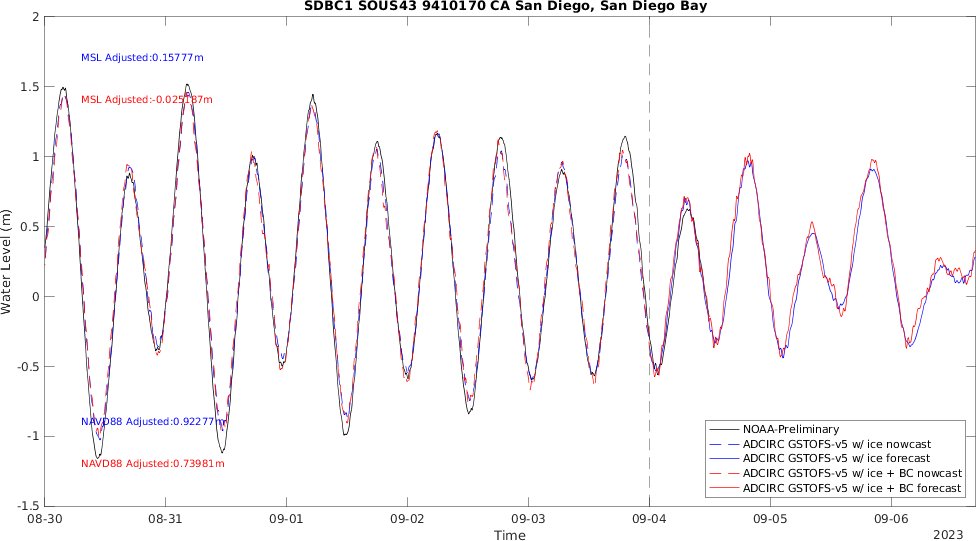 SDBC1 SOUS43 9410170 CA San Diego, San Diego Bay
2
1.5
1
0.5
0
-0.5
-1
-1.5
Water Level (m)
MSL Adjusted:0.15777m
MSL Adjusted:-0.025187m
NAVD88 Adjusted:0.92277m
NAVD88 Adjusted:0.73981m
NOAA-Preliminary
ADCIRC GSTOFS-v5 w/ ice nowcast
ADCIRC GSTOFS-v5 w/ ice forecast
ADCIRC GSTOFS-v5 w/ ice + BC nowcast
ADCIRC GSTOFS-v5 w/ ice + BC forecast
08-30 08-31 09-01 09-02 09-03 09-04 09-05 09-06
Time
2023